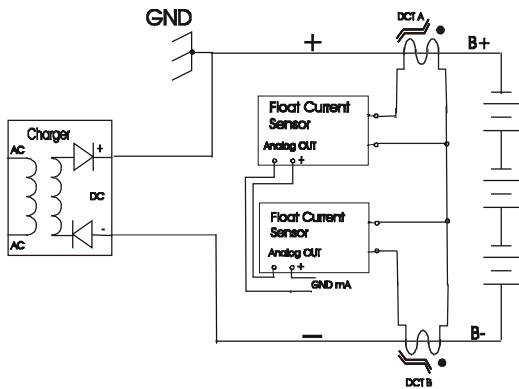 DCT A
GND
+
B+
Float Current
Sensor
Analog OUT
+
Charger
AC
+
DC
-
AC
Float Current
Sensor
Analog OUT
+
GND mA
–
B-
DCT B